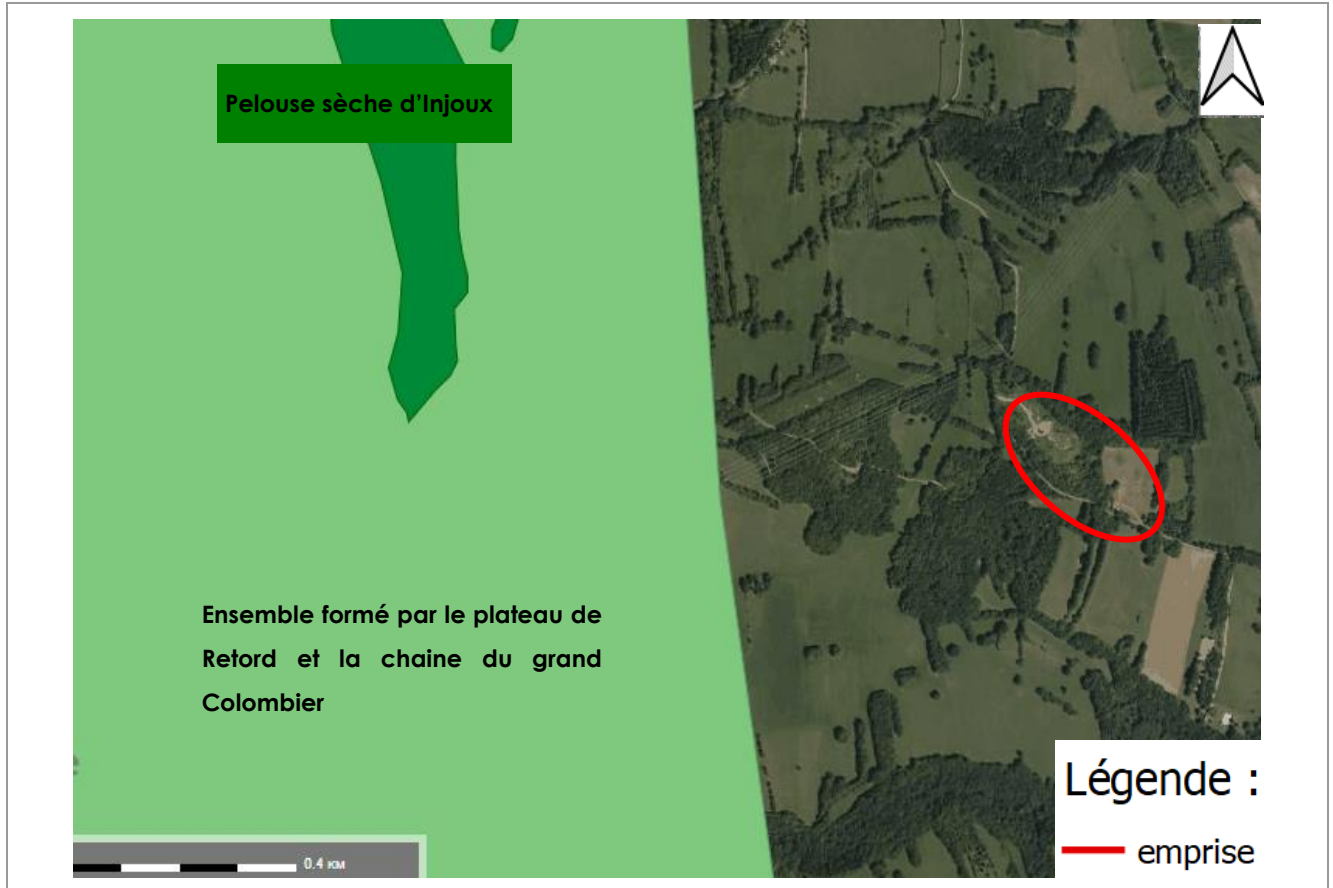 Pelouse sèche d’Injoux
Ensemble formé par le plateau de
Retord et la chaine du grand
Colombier
0.4 км
Légende :
emprise